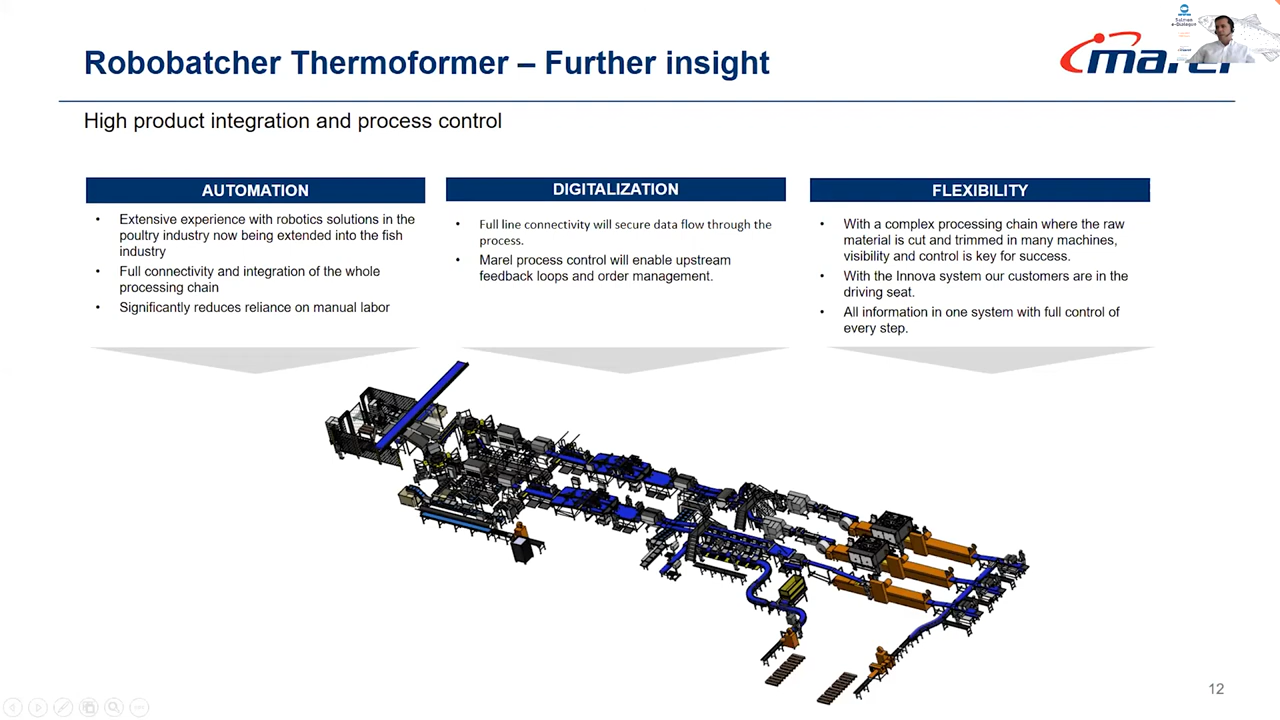 Robobatcher Thermoformer – Further insight
High product integration and process control
AUTOMATION
• Extensive experience with robotics solutions in the
poultry industry now being extended into the fish
industry
• Full connectivity and integration of the whole
processing chain
• Significantly reduces reliance on manual labor
DIGITALIZATION
• Full line connectivity will secure data flow through the
process.
• Marel process control will enable upstream
feedback loops and order management.
FLEXIBILITY
• With a complex processing chain where the raw
material is cut and trimmed in many machines,
visibility and control is key for success.
• With the Innova system our customers are in the
driving seat.
• All information in one system with full control of
every step.
12